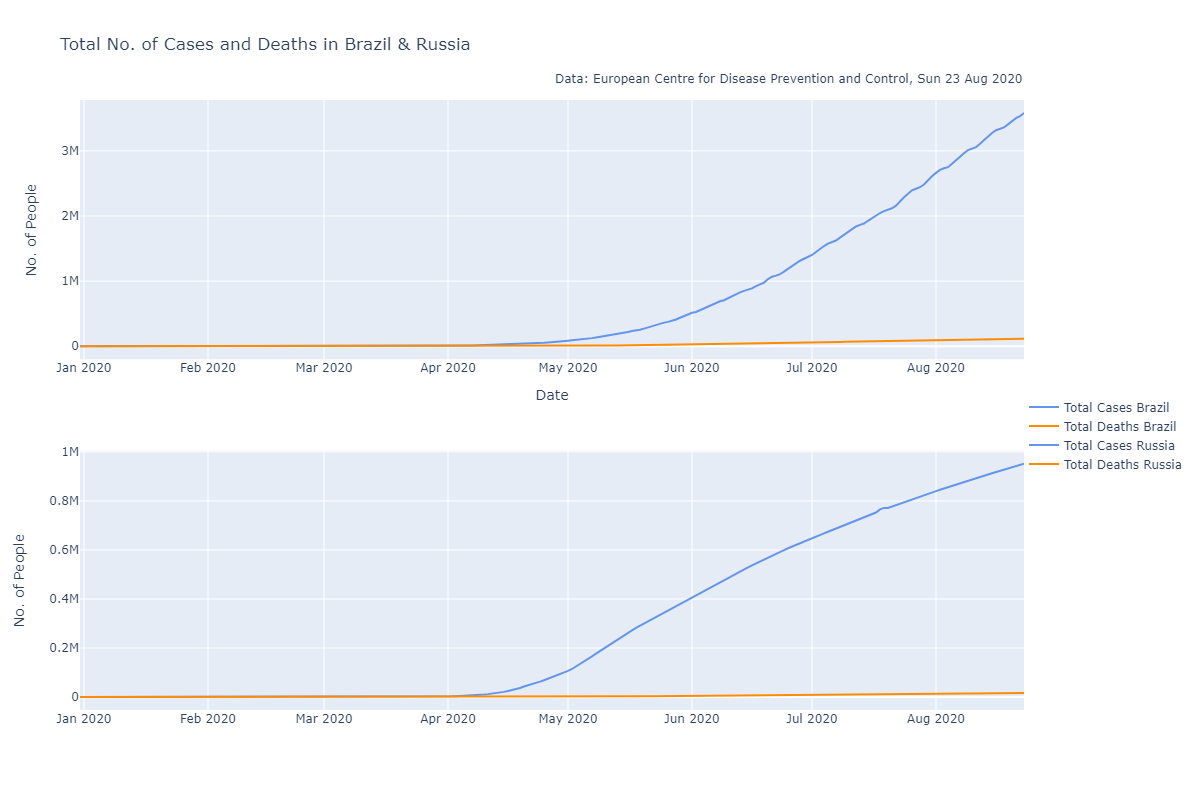 Total No. of Cases and Deaths in Brazil & Russia
Data: European Centre for Disease Prevention and Control, Sun 23 Aug 2020
No. of People
3M
2M
1M
0
Jan 2020 Feb 2020 Mar 2020 Apr 2020 May 2020 Jun 2020 Jul 2020 Aug 2020
Date
Total Cases Brazil
Total Deaths Brazil
Total Cases Russia
Total Deaths Russia
No. of People
1M
0.8M
0.6M
0.4M
0.2M
0
Jan 2020 Feb 2020 Mar 2020 Apr 2020 May 2020 Jun 2020 Jul 2020 Aug 2020